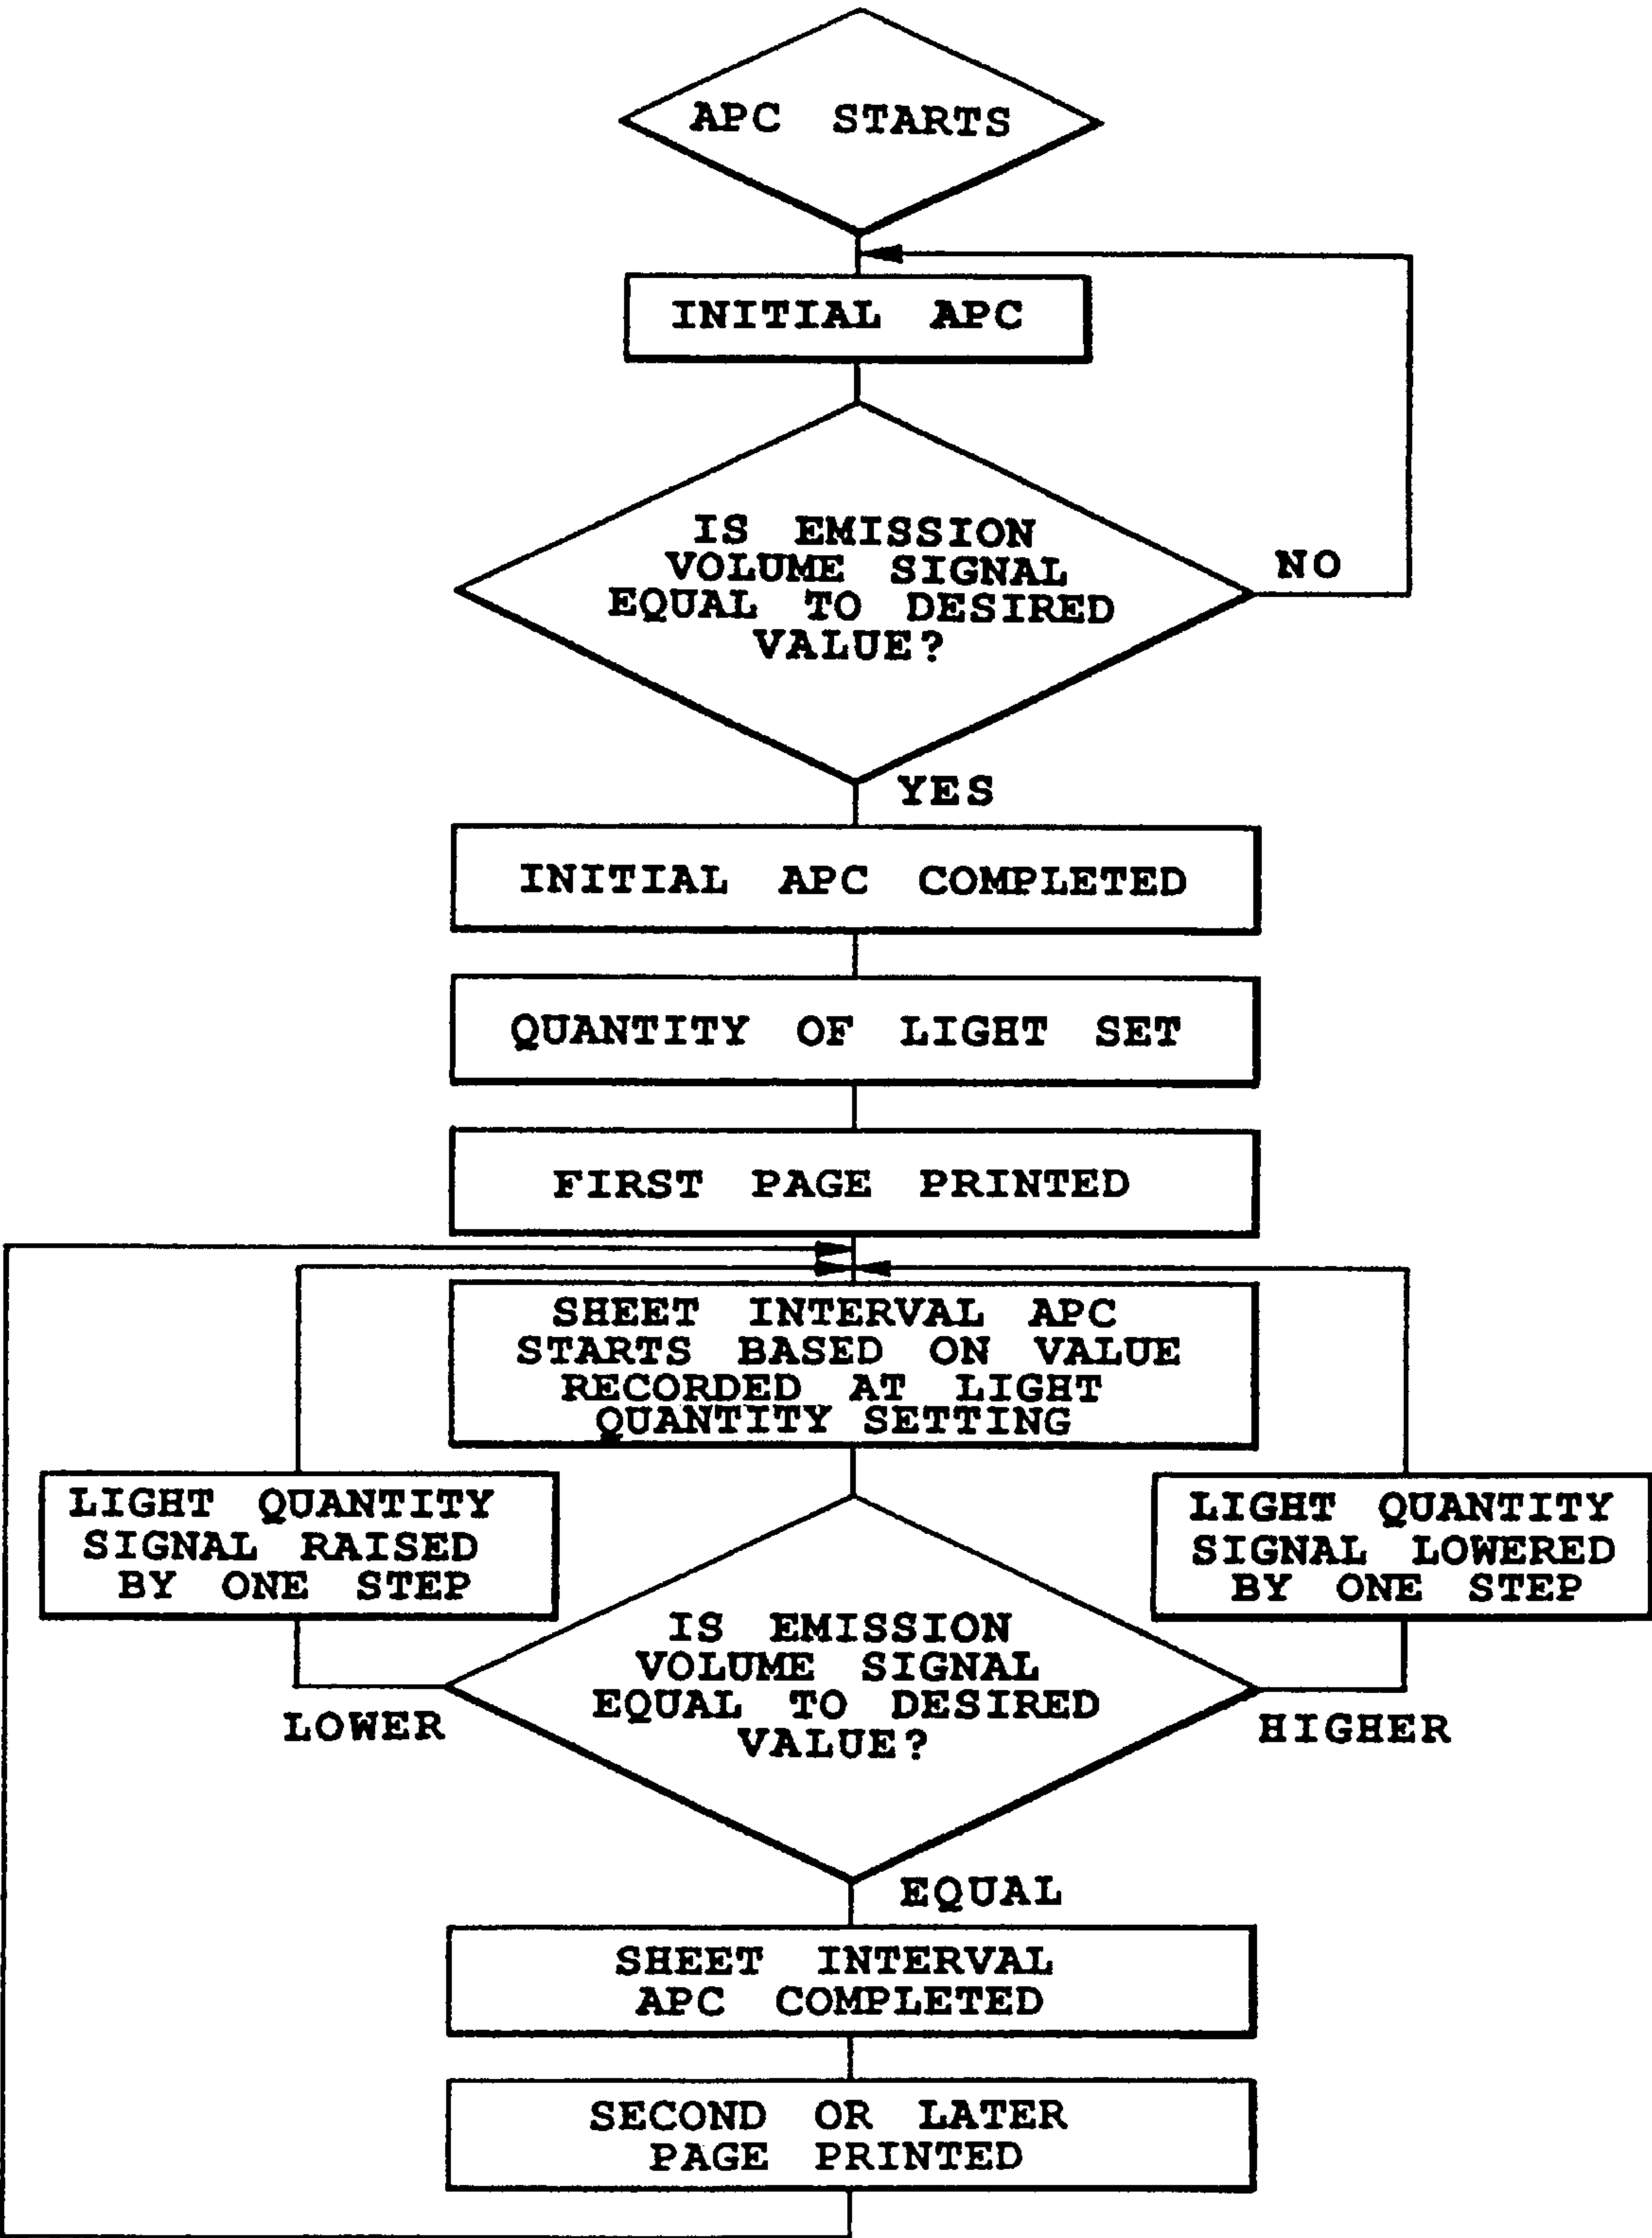 APC STARTS
INITIAL APC
IS EMISSION
VOLUME SIGNAL
EQUAL TO DESIRED
VALUE?
NO
YES
INITIAL APC COMPLETED
QUANTITY OF LIGHT SET
FIRST PAGE PRINTED
SHEET INTERVAL APC
STARTS BASED ON VALUE
RECORDED AT LIGHT
QUANTITY SETTING
LIGHT QUANTITY
SIGNAL RAISED
BY ONE STEP
LIGHT QUANTITY
SIGNAL LOWERED
BY ONE STEP
IS EMISSION
VOLUME SIGNAL
EQUAL TO DESIRED
VALUE?
LOWER
HIGHER
EQUAL
SHEET INTERVAL
APC COMPLETED
SECOND OR LATER
PAGE PRINTED